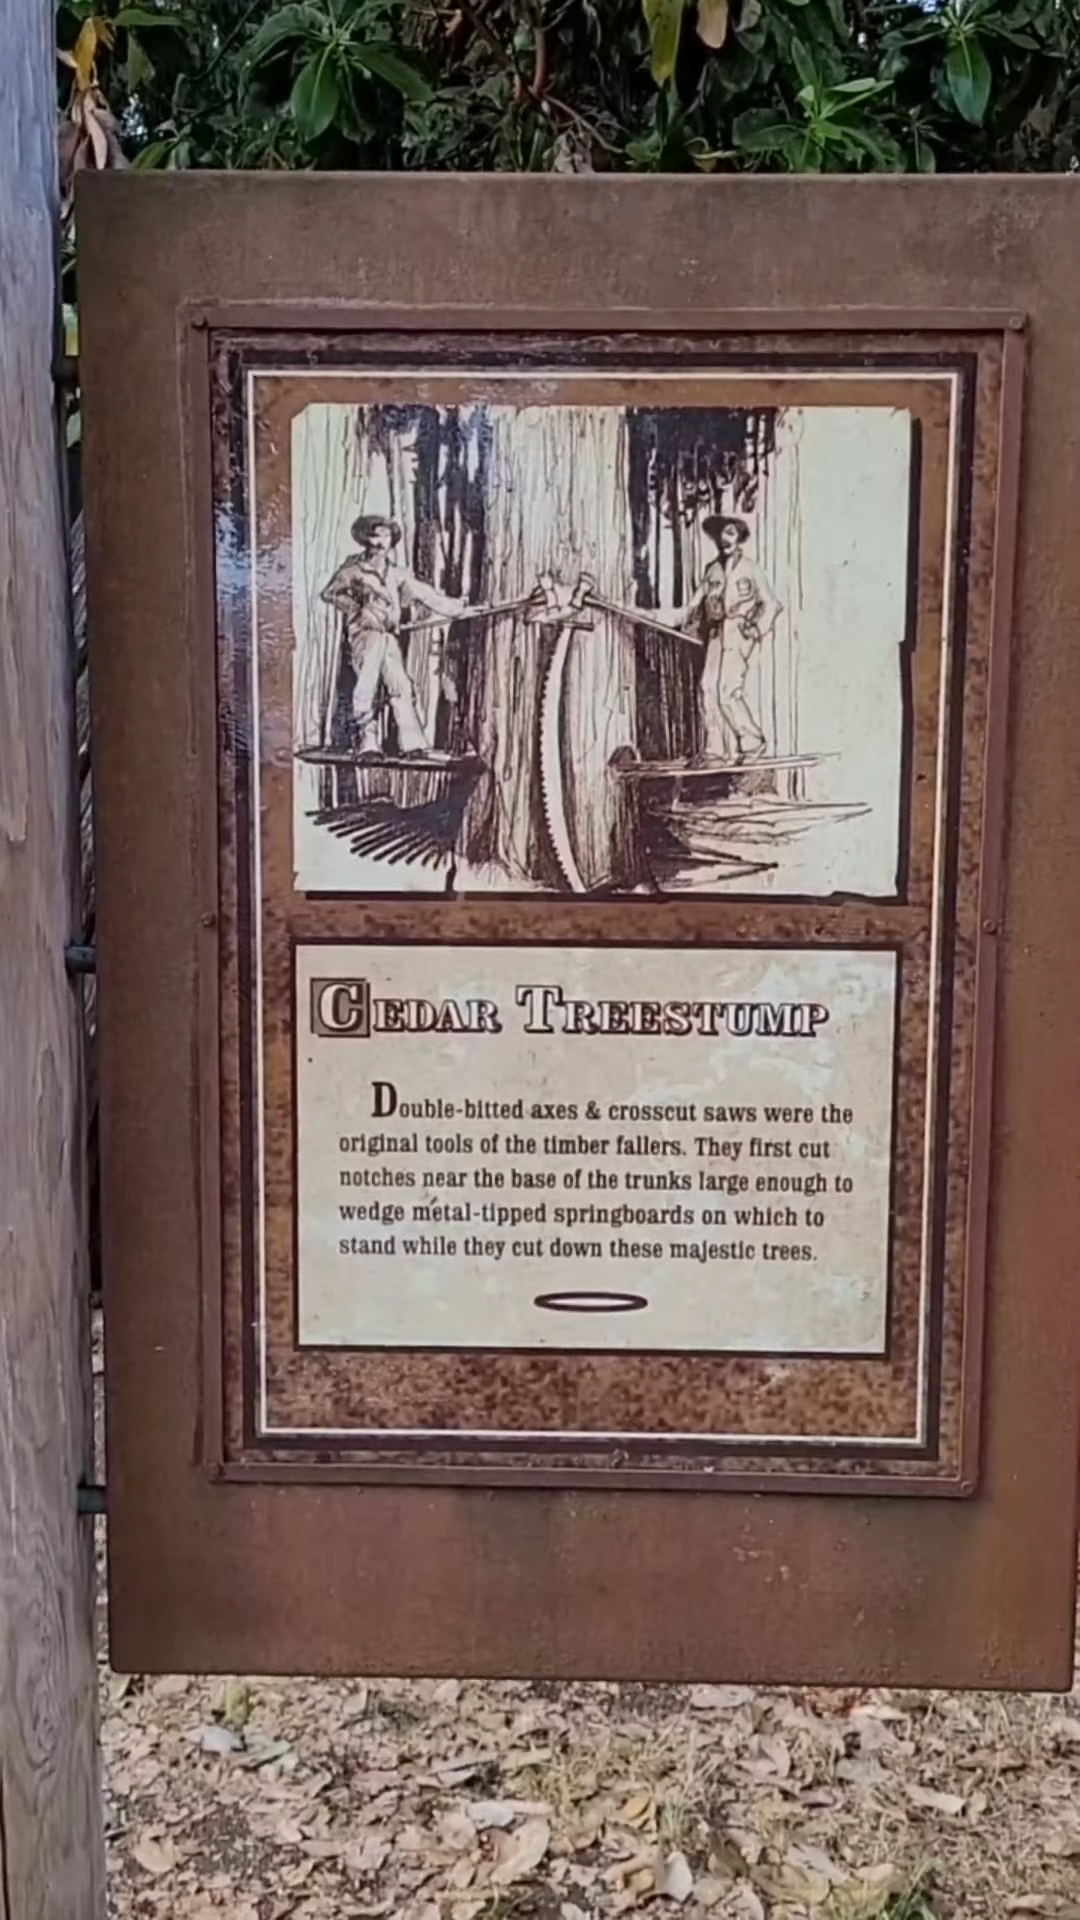 CEDAR TREESTUMP
Double-bitted axes & crosscut saws were the
original tools of the timber fallers. They first cut
notches near the base of the trunks large enough to
wedge metal-tipped springboards on which to
stand while they cut down these majestic trees.